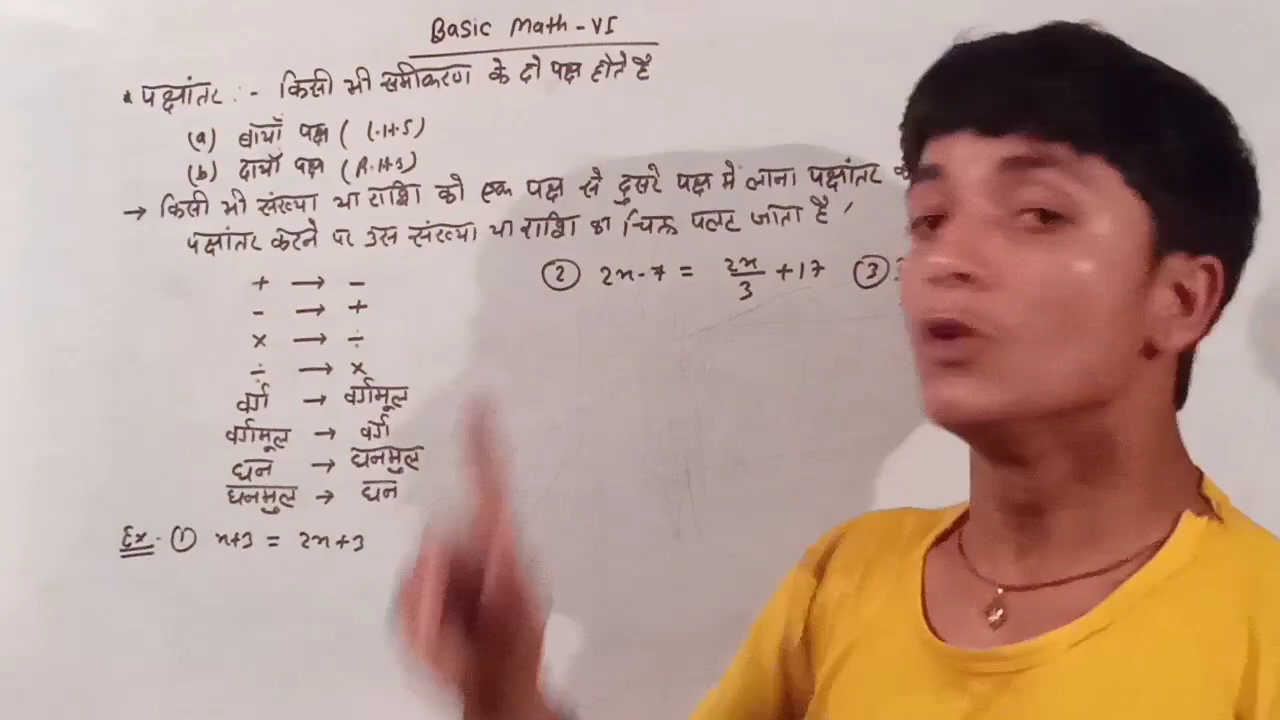 Basic Math - VI
* पक्षांतर :- किसी भी समीकरण के दो पक्ष होते है
(a) बायाँ पक्ष ( L.H.S)
(b) दायाँ पक्ष (R.H.S)
→ किसी भी संख्या या राशि को एक पक्ष से दुसरे पक्ष में लाना पक्षांतर
पक्षांतर करने पर उस संख्या या राशि का चिह्न पलट जाता है ।
+ → -
- → +
× → ÷
÷ → ×
वर्ग → वर्गमूल
वर्गमूल → वर्ग
घन → घनमुल
घनमुल → घन
Ex. - ① x+3 = 2x+3
② 2x-7 = 2x/3 +17 ③